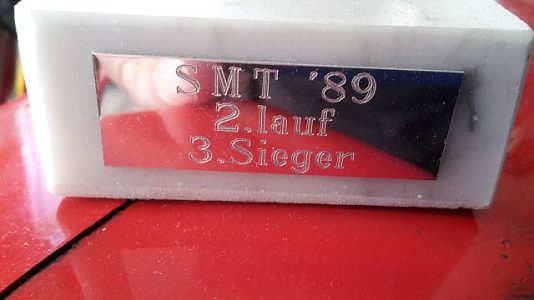 SMT '89
2.lauf
3.Sieger